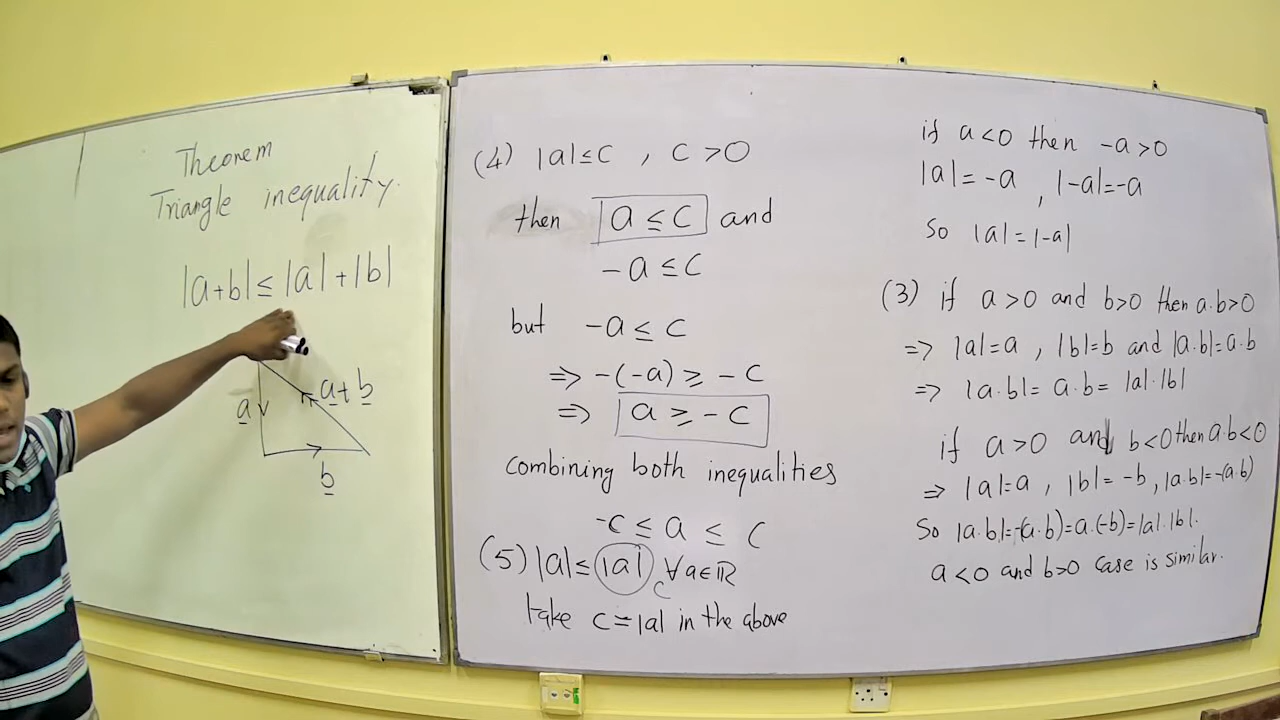 Theorem
Triangle inequality.
|a+b| ≤ |a| + |b|
a
a + b
b
(4) |a| ≤ c , c > 0
then a ≤ c and
-a ≤ c
but -a ≤ c
=> -(-a) ≥ -c
=> a ≥ -c
combining both inequalities
-c ≤ a ≤ c
(5) |a| ≤ |a| ∀ a ∈ ℝ
c
take c = |a| in the above
if a < 0 then -a > 0
|a| = -a , |-a| = -a
So |a| = |-a|
(3) if a > 0 and b > 0 then a.b > 0
=> |a| = a , |b| = b and |a.b| = a.b
=> |a.b| = a.b = |a|.|b|
if a > 0 and b < 0 then a.b < 0
=> |a| = a , |b| = -b , |a.b| = -(a.b)
So |a.b| = -(a.b) = a.(-b) = |a|.|b|.
a < 0 and b > 0 case is similar.